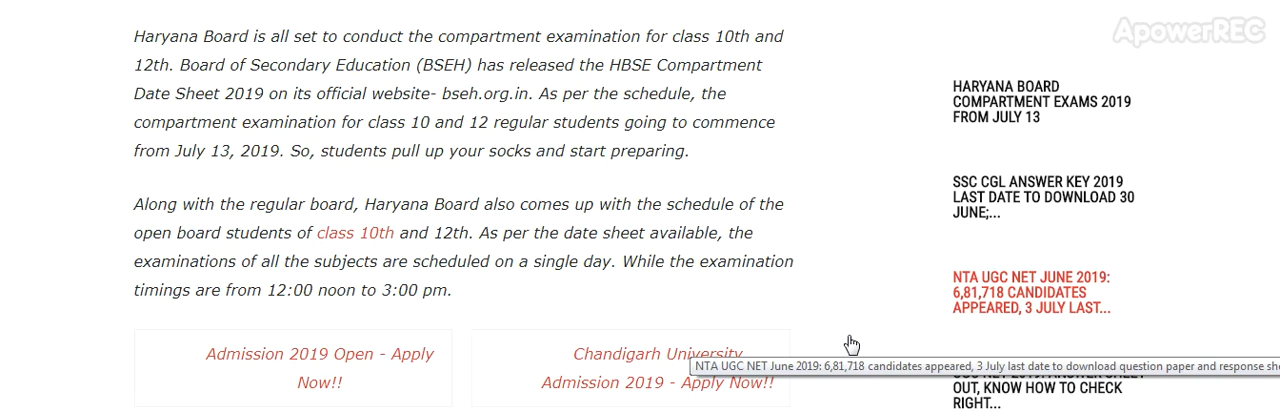 ApowerREC
Haryana Board is all set to conduct the compartment examination for class 10th and
12th. Board of Secondary Education (BSEH) has released the HBSE Compartment
Date Sheet 2019 on its official website- bseh.org.in. As per the schedule, the
compartment examination for class 10 and 12 regular students going to commence
from July 13, 2019. So, students pull up your socks and start preparing.
Along with the regular board, Haryana Board also comes up with the schedule of the
open board students of class 10th and 12th. As per the date sheet available, the
examinations of all the subjects are scheduled on a single day. While the examination
timings are from 12:00 noon to 3:00 pm.
Admission 2019 Open - Apply
Now!!
Chandigarh University
Admission 2019 - Apply Now!!
HARYANA BOARD
COMPARTMENT EXAMS 2019
FROM JULY 13
SSC CGL ANSWER KEY 2019
LAST DATE TO DOWNLOAD 30
JUNE;...
NTA UGC NET JUNE 2019:
6,81,718 CANDIDATES
APPEARED, 3 JULY LAST...
NTA UGC NET June 2019: 6,81,718 candidates appeared, 3 July last date to download question paper and response
OUT, KNOW HOW TO CHECK
RIGHT...